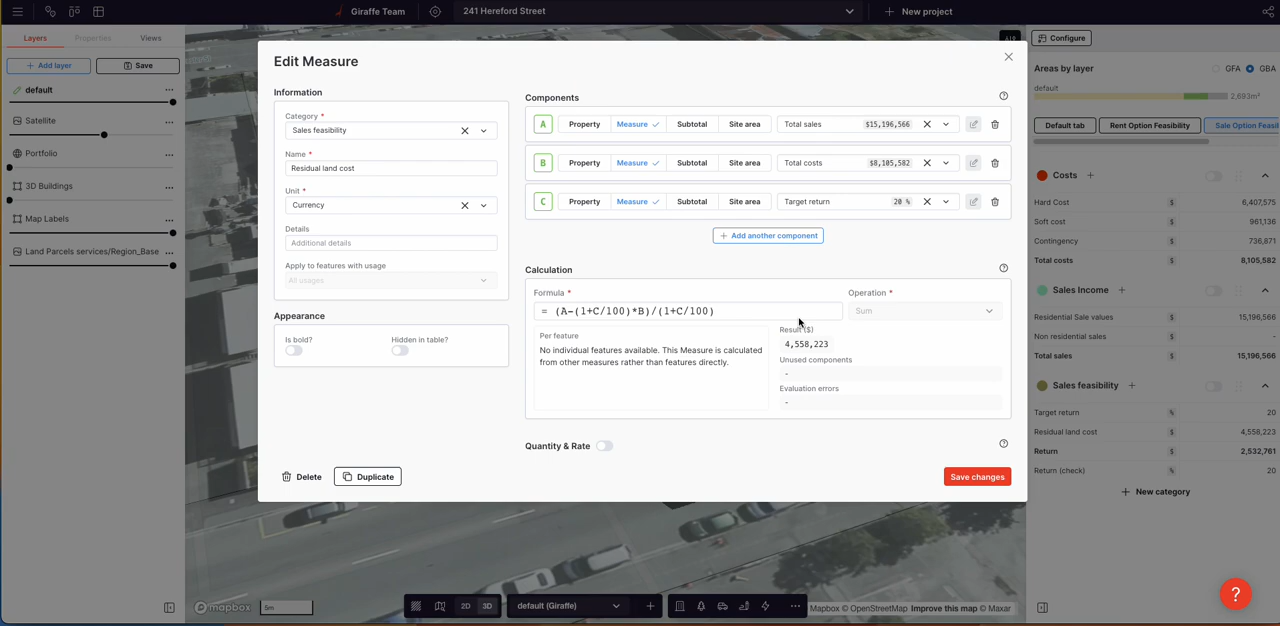 Giraffe Team
241 Hereford Street
New project
Layers
Properties
Views
Add layer
Save
default
Satellite
Portfolio
3D Buildings
Map Labels
Land Parcels services/Region_Base
Edit Measure
Information
Category *
Sales feasibility
Name *
Residual land cost
Unit *
Currency
Details
Additional details
Apply to features with usage
All usages
Appearance
Is bold?
Hidden in table?
Components
A Property Measure Subtotal Site area Total sales $15,196,566
B Property Measure Subtotal Site area Total costs $8,105,582
C Property Measure Subtotal Site area Target return 20 %
Add another component
Calculation
Formula *
Operation *
= (A-(1+C/100)*B)/(1+C/100)
Sum
Per feature
No individual features available. This Measure is calculated
from other measures rather than features directly.
Result ($)
4,558,223
Unused components
-
Evaluation errors
-
Quantity & Rate
Delete
Duplicate
Save changes
Configure
Areas by layer
GFA
GBA
default
2,693m²
Default tab
Rent Option Feasibility
Sale Option Feasi
Costs
Hard Cost $ 6,407,575
Soft cost $ 961,136
Contingency $ 736,871
Total costs $ 8,105,582
Sales Income
Residential Sale values $ 15,196,566
Residential sales $ -
Total sales $ 15,196,566
Sales feasibility
Target return % 20
Residual land cost $ 4,558,223
Return $ 2,532,761
Return (check) % 20
New category
mapbox
5m
2D
3D
default (Giraffe)
Mapbox © OpenStreetMap Improve this map © Maxar
?